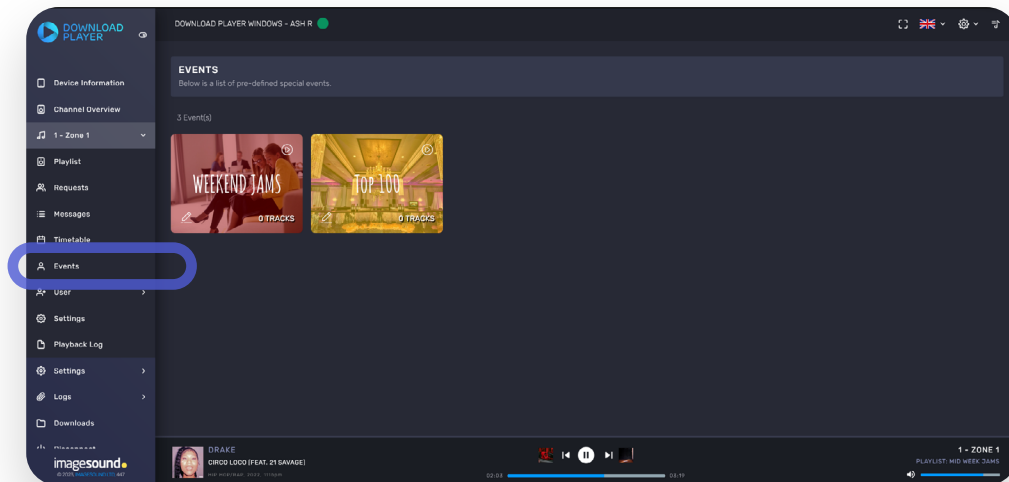 DOWNLOAD
PLAYER
DOWNLOAD PLAYER WINDOWS - ASH R
Device Information
Channel Overview
1 - Zone 1
Playlist
Requests
Messages
Timetable
Events
User
Settings
Playback Log
Settings
Logs
Downloads
Disconnect
imagesound
EVENTS
Below is a list of pre-defined special events.
3 Event(s)
WEEKEND JAMS
0 TRACKS
TOP 100
0 TRACKS
DRAKE
CIRCO LOCO (FEAT. 21 SAVAGE)
02:03
03:19
1 - ZONE 1
PLAYLIST: MID WEEK JAMS